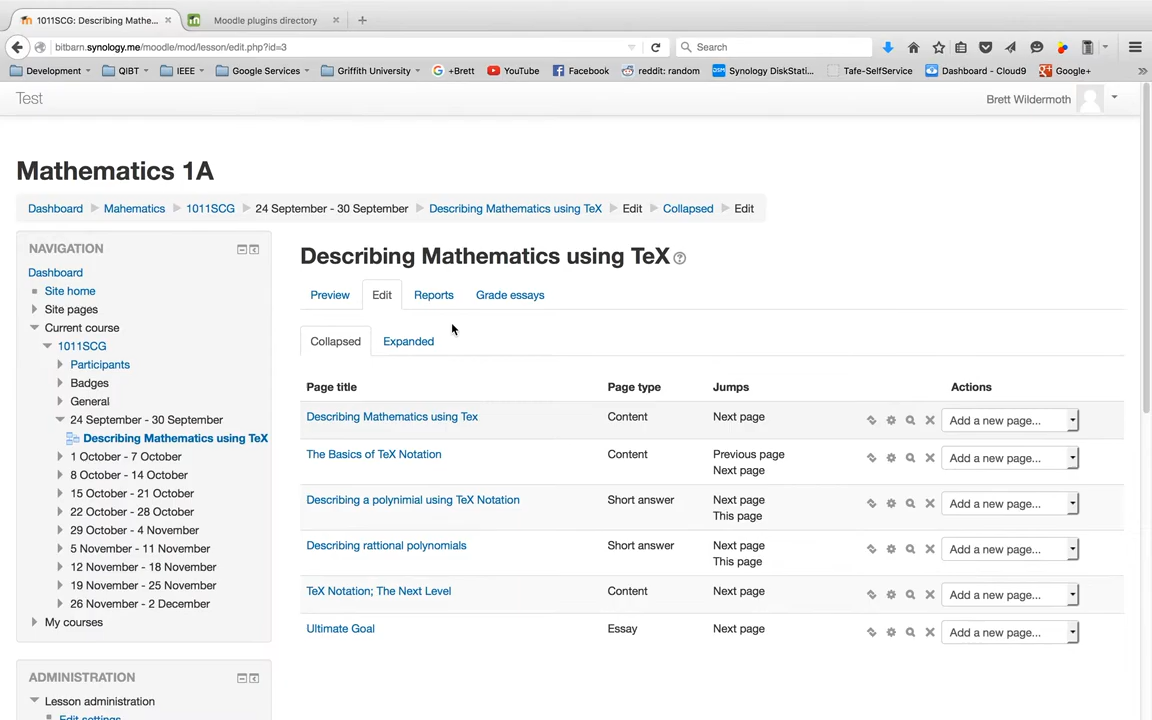 1011SCG: Describing Mathe...
Moodle plugins directory
bitbarn.synology.me/moodle/mod/lesson/edit.php?id=3
Search
Development QIBT IEEE Google Services Griffith University +Brett YouTube Facebook reddit: random Synology DiskStati... Tafe-SelfService Dashboard - Cloud9 Google+
Test
Brett Wildermoth
Mathematics 1A
Dashboard Mahematics 1011SCG 24 September - 30 September Describing Mathematics using TeX Edit Collapsed Edit
NAVIGATION
Dashboard
Site home
Site pages
Current course
1011SCG
Participants
Badges
General
24 September - 30 September
Describing Mathematics using TeX
1 October - 7 October
8 October - 14 October
15 October - 21 October
22 October - 28 October
29 October - 4 November
5 November - 11 November
12 November - 18 November
19 November - 25 November
26 November - 2 December
My courses
ADMINISTRATION
Lesson administration
Edit settings
Describing Mathematics using TeX
Preview Edit Reports Grade essays
Collapsed Expanded
Page title Page type Jumps Actions
Describing Mathematics using Tex Content Next page Add a new page...
The Basics of TeX Notation Content Previous page Add a new page...
Next page
Describing a polynimial using TeX Notation Short answer Next page Add a new page...
This page
Describing rattional polynomials Short answer Next page Add a new page...
This page
TeX Notation; The Next Level Content Next page Add a new page...
Ultimate Goal Essay Next page Add a new page...